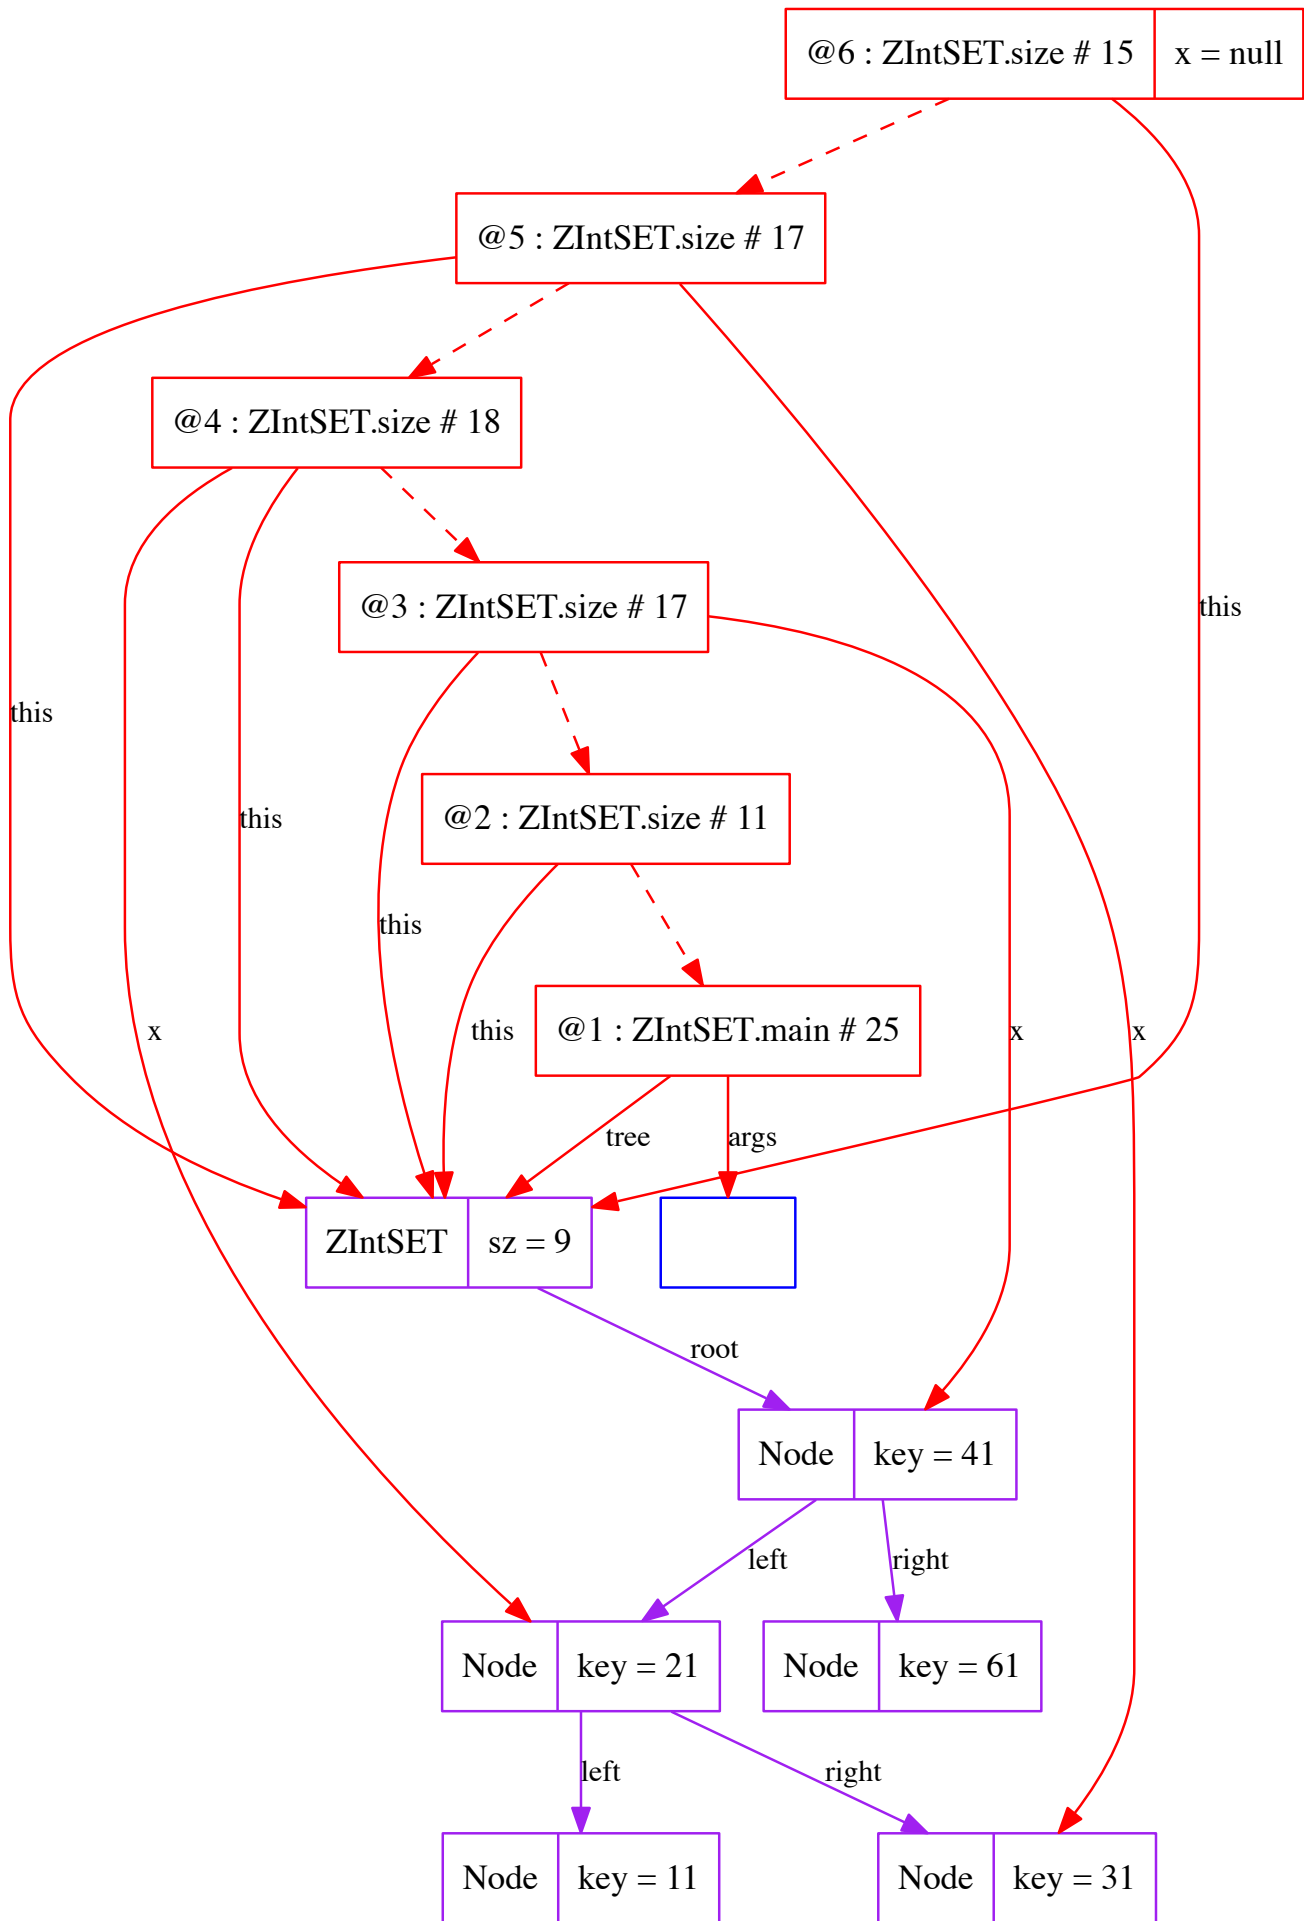 @6 : ZIntSET.size # 15 x = null
@5 : ZIntSET.size # 17
@4 : ZIntSET.size # 18
@3 : ZIntSET.size # 17
this
this
@2 : ZIntSET.size # 11
this
this
x
this
@1 : ZIntSET.main # 25
x
x
tree
args
ZIntSET sz = 9
root
Node key = 41
left
right
Node key = 21
Node key = 61
left
right
Node key = 11
Node key = 31